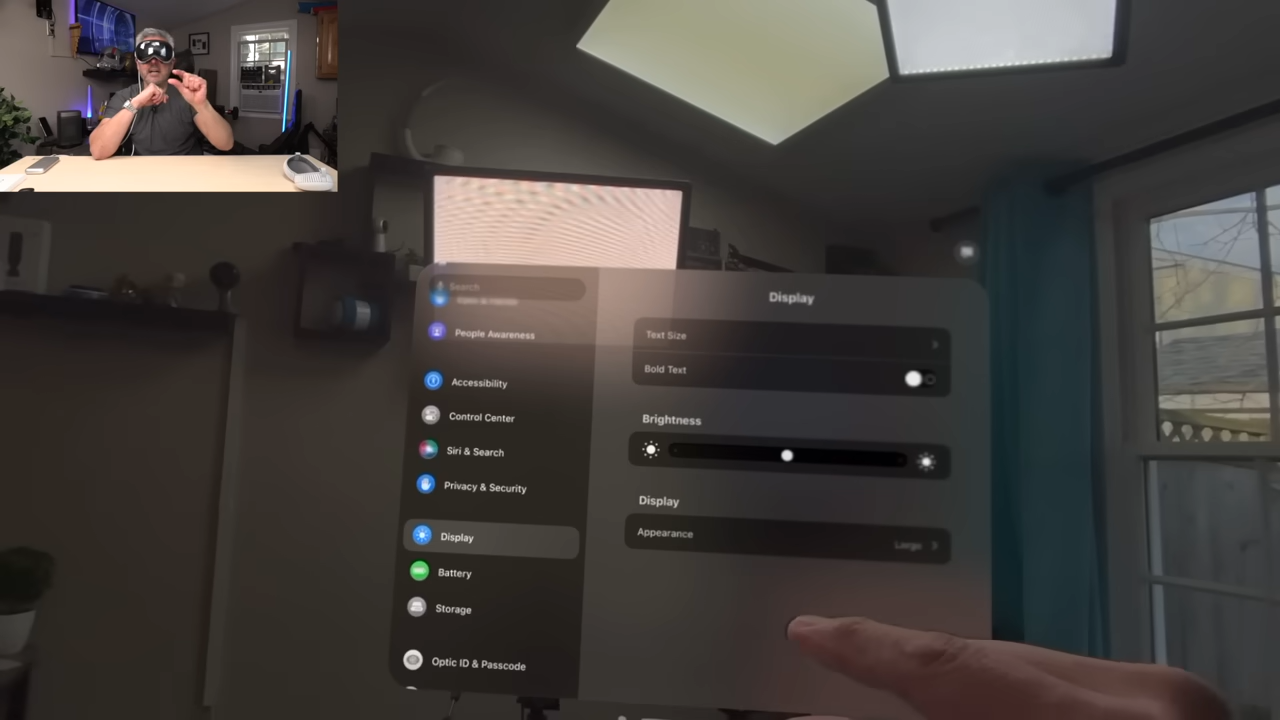 Search
People Awareness
Accessibility
Control Center
Siri & Search
Privacy & Security
Display
Battery
Storage
Optic ID & Passcode
Display
Text Size
Bold Text
Brightness
Display
Appearance
Large